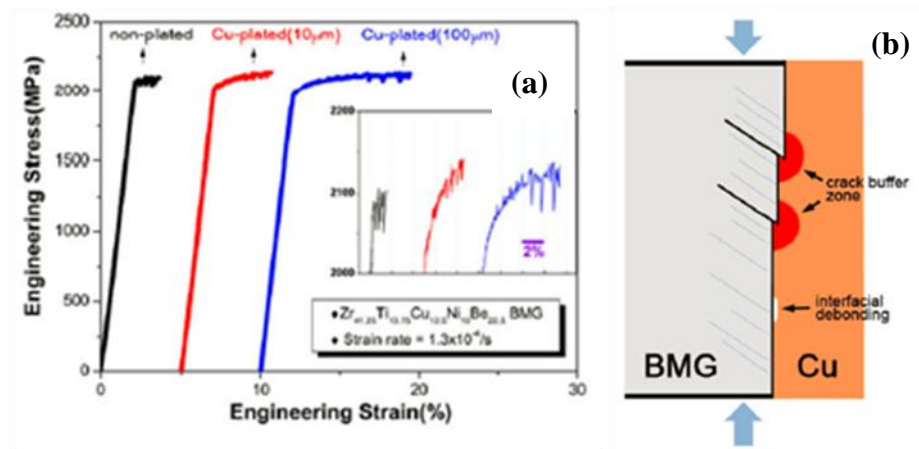 (a)
2500
2000
1500
1000
500
0
Engineering Stress(MPa)
non-plated
Cu-plated(10μm)
Cu-plated(100μm)
2200
2100
2000
2%
Strain rate = 1.3x10⁻⁴/s
0
10
20
30
Engineering Strain(%)
(b)
crack buffer
zone
interfacial
debonding
BMG
Cu